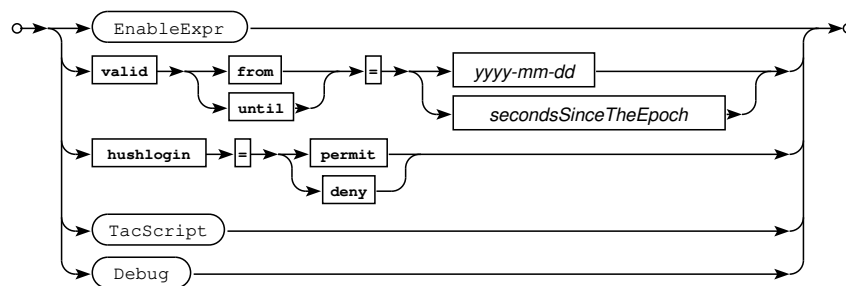 EnableExpr
valid from = yyyy-mm-dd
until secondsSinceTheEpoch
hushlogin = permit
deny
TacScript
Debug